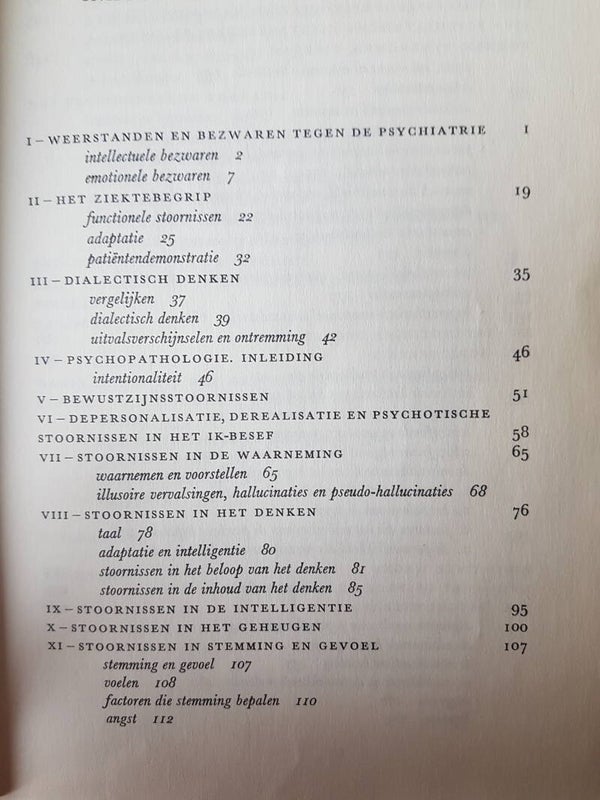 I – WEERSTANDEN EN BEZWAREN TEGEN DE PSYCHIATRIE 1
intellectuele bezwaren 2
emotionele bezwaren 7
II – HET ZIEKTEBEGRIP 19
functionele stoornissen 22
adaptatie 25
patiëntendemonstratie 32
III – DIALECTISCH DENKEN 35
vergelijken 37
dialectisch denken 39
uitvalsverschijnselen en ontremming 42
IV – PSYCHOPATHOLOGIE. INLEIDING 46
intentionaliteit 46
V – BEWUSTZIJNSSTOORNISSEN 51
VI – DEPERSONALISATIE, DEREALISATIE EN PSYCHOTISCHE
STOORNISSEN IN HET IK-BESEF 58
VII – STOORNISSEN IN DE WAARNEMING 65
waarnemen en voorstellen 65
illusoire vervalsingen, hallucinaties en pseudo-hallucinaties 68
VIII – STOORNISSEN IN HET DENKEN 76
taal 78
adaptatie en intelligentie 80
stoornissen in het beloop van het denken 81
stoornissen in de inhoud van het denken 85
IX – STOORNISSEN IN DE INTELLIGENTIE 95
X – STOORNISSEN IN HET GEHEUGEN 100
XI – STOORNISSEN IN STEMMING EN GEVOEL 107
stemming en gevoel 107
voelen 108
factoren die stemming bepalen 110
angst 112